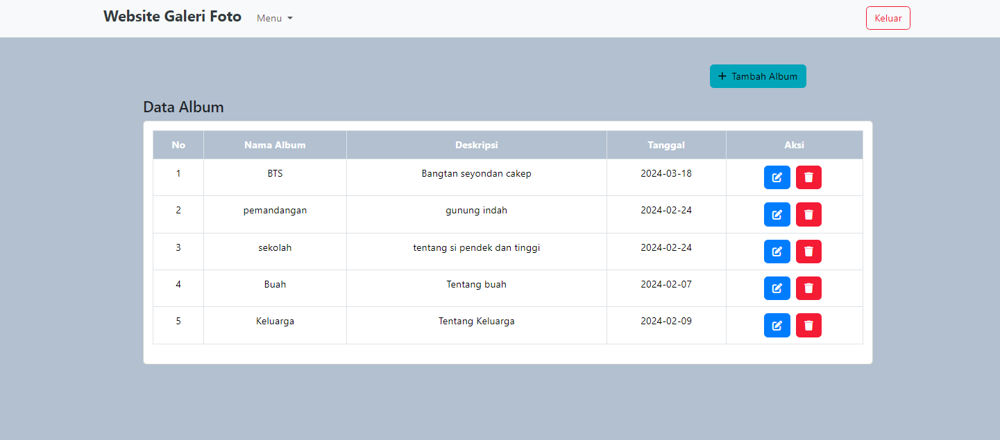 Website Galeri Foto Menu Keluar
Tambah Album
Data Album
No Nama Album Deskripsi Tanggal Aksi
1 BTS Bangtan seyondan cakep 2024-03-18
2 pemandangan gunung indah 2024-02-24
3 sekolah tentang si pendek dan tinggi 2024-02-24
4 Buah Tentang buah 2024-02-07
5 Keluarga Tentang Keluarga 2024-02-09